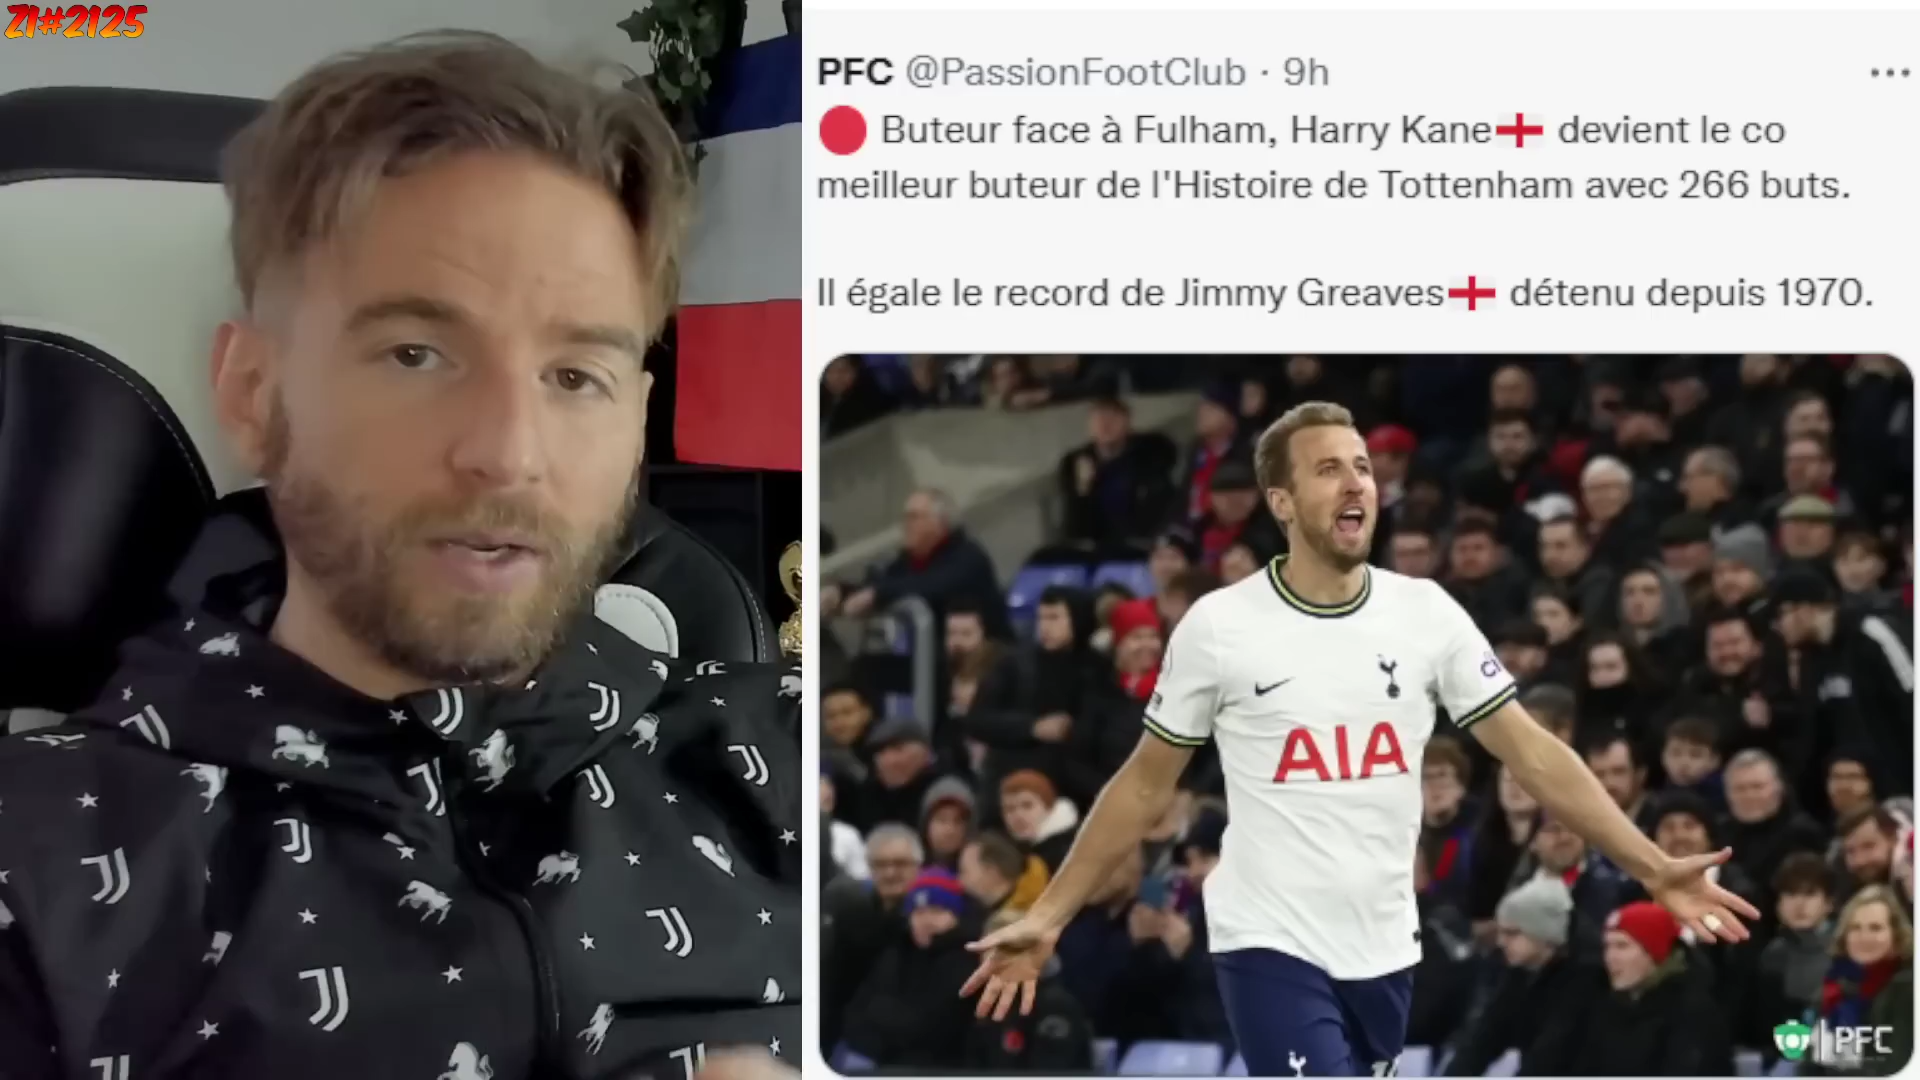 Z1#2125
PFC @PassionFootClub · 9h
Buteur face à Fulham, Harry Kane devient le co
meilleur buteur de l'Histoire de Tottenham avec 266 buts.
Il égale le record de Jimmy Greaves détenu depuis 1970.
AIA
PFC